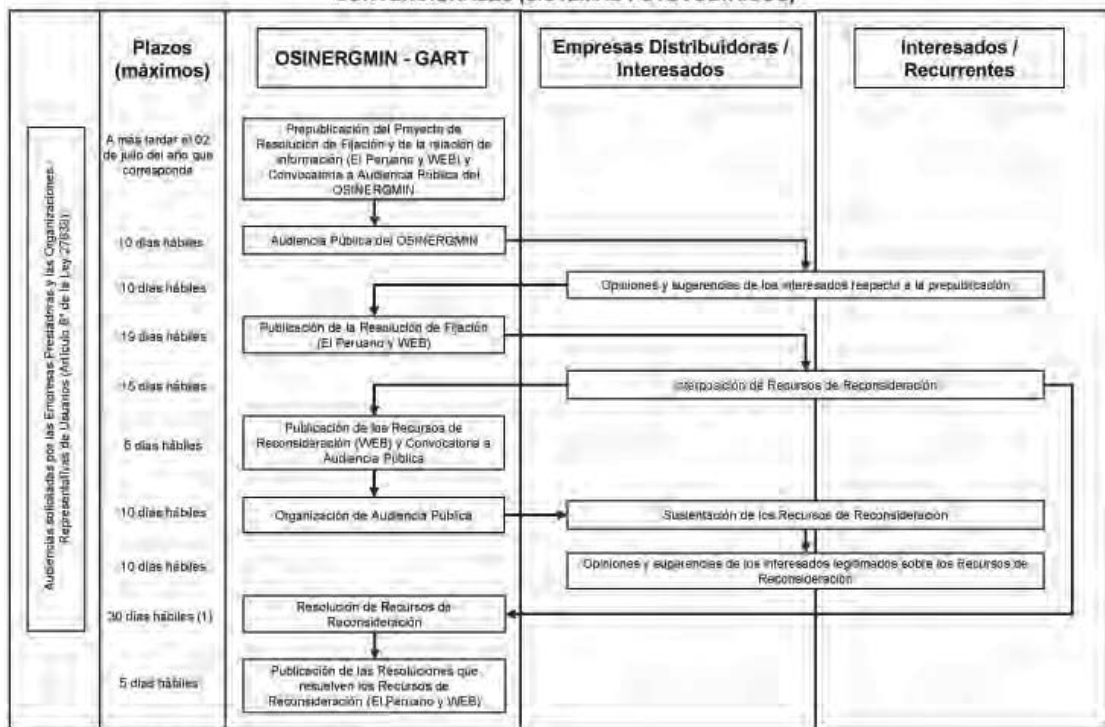 Plazos
(máximos)
OSINERGMIN - GART
Empresas Distribuidoras /
Interesados
Interesados /
Recurrentes
Audiencias solicitadas por las Empresas Prestadoras y las Organizaciones
Representativas de Usuarios (Artículo 8° de la Ley 27838)
A más tardar el 02
de julio del año que
corresponda
Prepublicación del Proyecto de
Resolución de Fijación y de la relación de
información (El Peruano y WEB) y
Convocatoria a Audiencia Pública del
OSINERGMIN
10 días hábiles
Audiencia Pública del OSINERGMIN
10 días hábiles
Opiniones y sugerencias de los interesados respecto a la prepublicación
19 días hábiles
Publicación de la Resolución de Fijación
(El Peruano y WEB)
15 días hábiles
Interposición de Recursos de Reconsideración
6 días hábiles
Publicación de los Recursos de
Reconsideración (WEB) y Convocatoria a
Audiencia Pública
10 días hábiles
Organización de Audiencia Pública
Sustentación de los Recursos de Reconsideración
10 días hábiles
Opiniones y sugerencias de los interesados legitimados sobre los Recursos de
Reconsideración
30 días hábiles (1)
Resolución de Recursos de
Reconsideración
5 días hábiles
Publicación de las Resoluciones que
resuelven los Recursos de
Reconsideración (El Peruano y WEB)